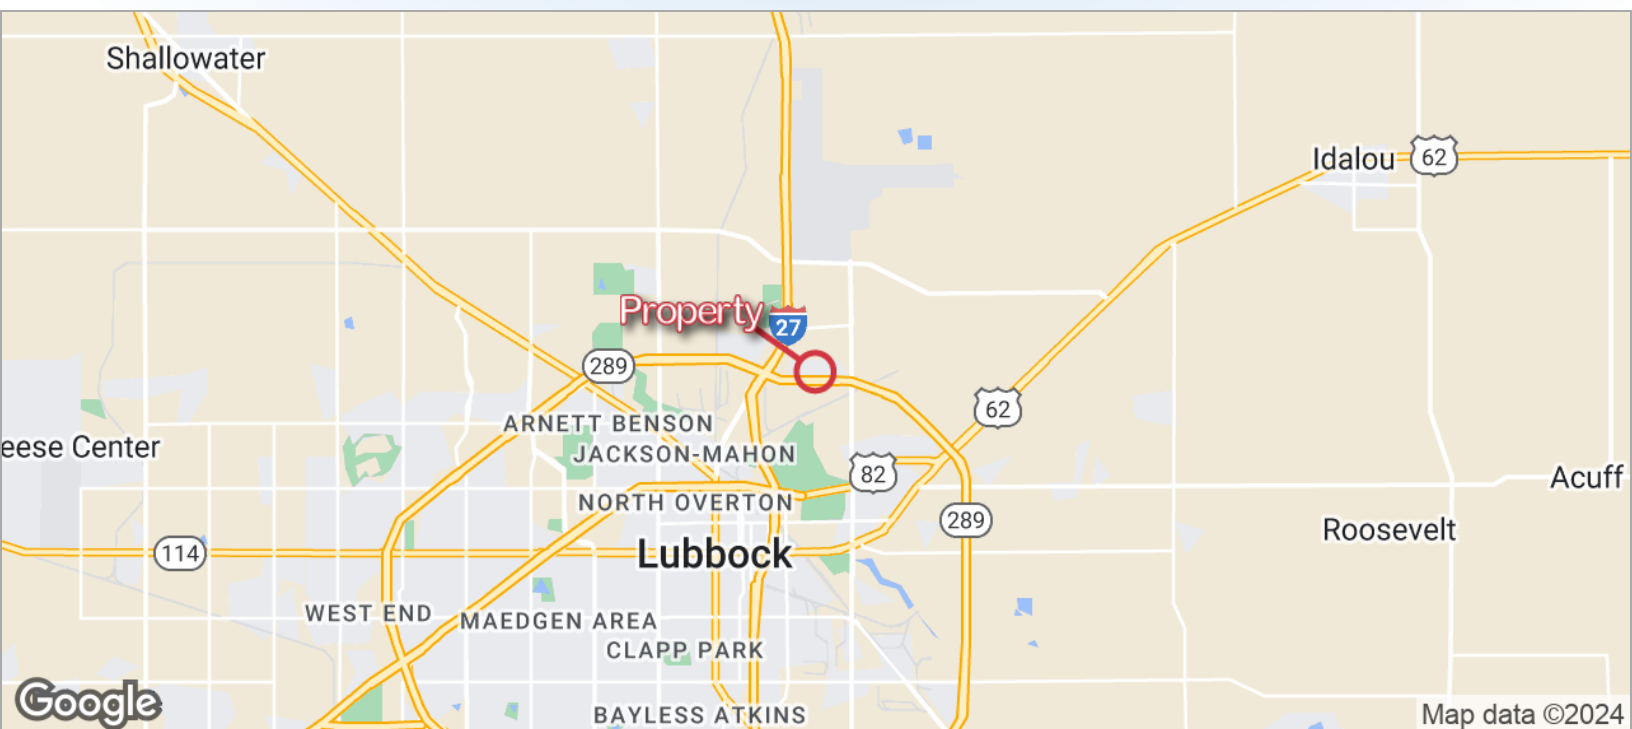 Shallowater
Idalou
62
Property
27
289
62
ARNETT BENSON
eese Center
JACKSON-MAHON
82
Acuff
NORTH OVERTON
289
Roosevelt
114
Lubbock
WEST END
MAEDGEN AREA
CLAPP PARK
Google
BAYLESS ATKINS
Map data ©2024